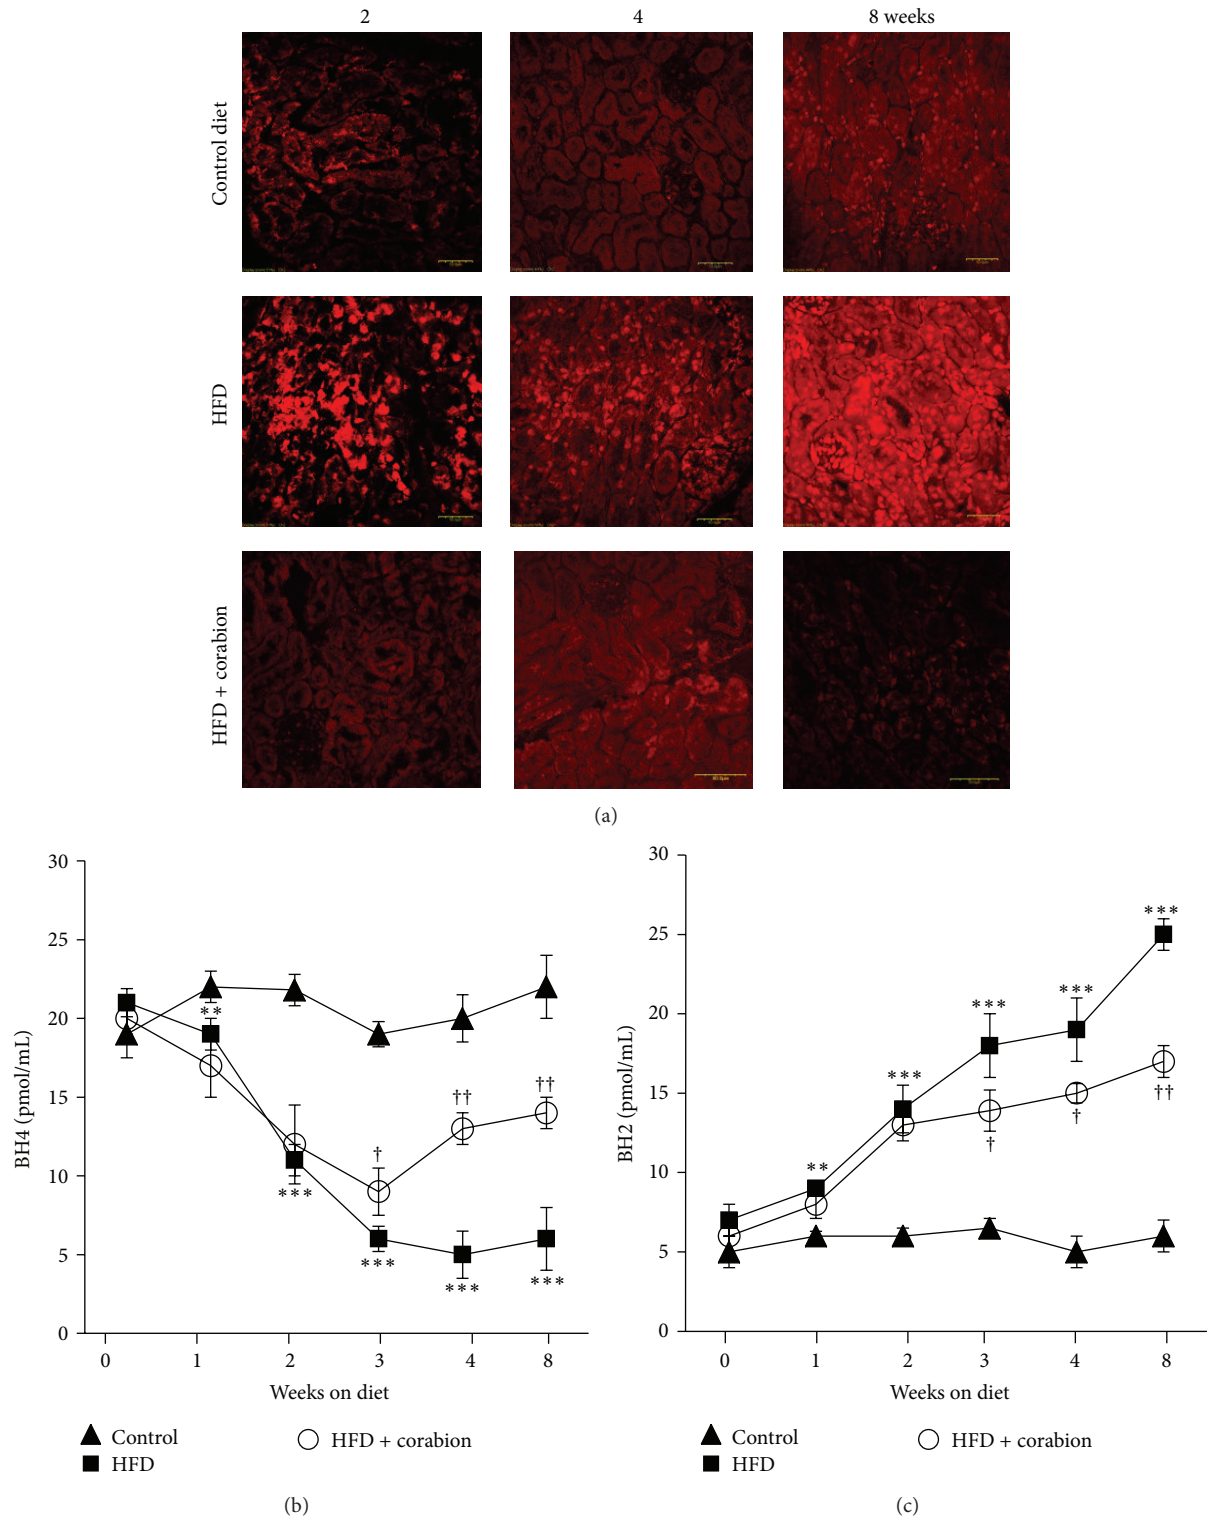 2 4 8 weeks
Control diet
HFD
HFD + corabion
(a)
30
25
20
15
10
5
0
BH4 (pmol/mL)
** 
***
†
***
††
***
††
***
0 1 2 3 4 8
Weeks on diet
Control
HFD
HFD + corabion
(b)
30
25
20
15
10
5
0
BH2 (pmol/mL)
**
***
***
†
***
†
***
††
0 1 2 3 4 8
Weeks on diet
Control
HFD
HFD + corabion
(c)